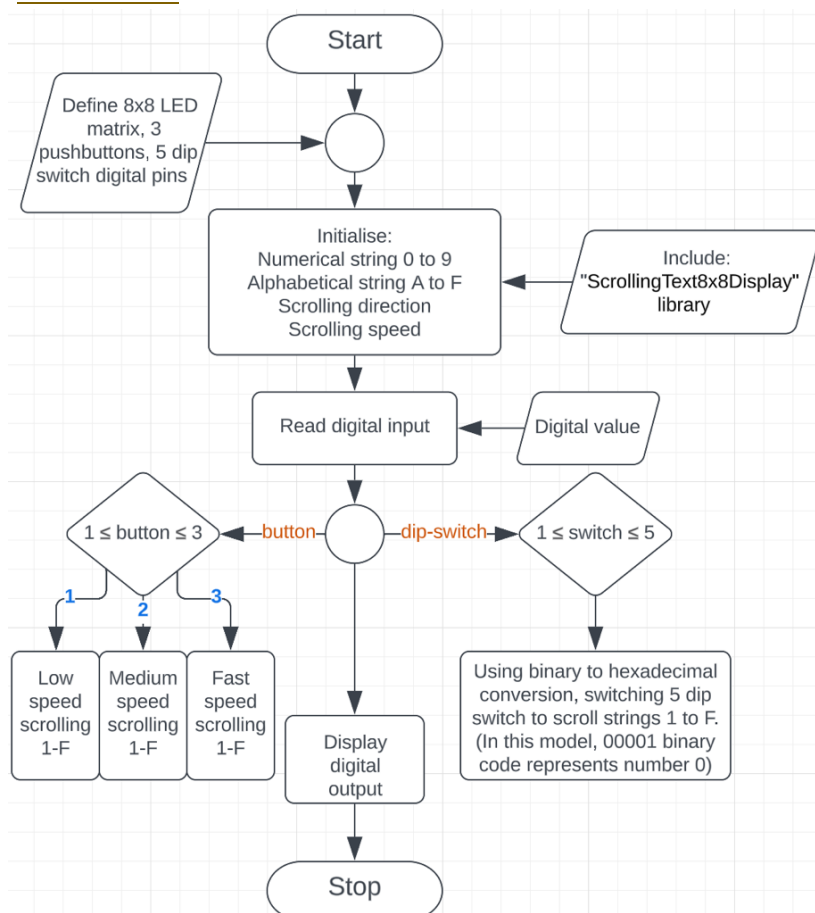 Start
Define 8x8 LED
matrix, 3
pushbuttons, 5 dip
switch digital pins
Initialise:
Numerical string 0 to 9
Alphabetical string A to F
Scrolling direction
Scrolling speed
Include:
"ScrollingText8x8Display"
library
Read digital input
Digital value
1 ≤ button ≤ 3
button
dip-switch
1 ≤ switch ≤ 5
1
2
3
Low
speed
scrolling
1-F
Medium
speed
scrolling
1-F
Fast
speed
scrolling
1-F
Using binary to hexadecimal
conversion, switching 5 dip
switch to scroll strings 1 to F.
(In this model, 00001 binary
code represents number 0)
Display
digital
output
Stop